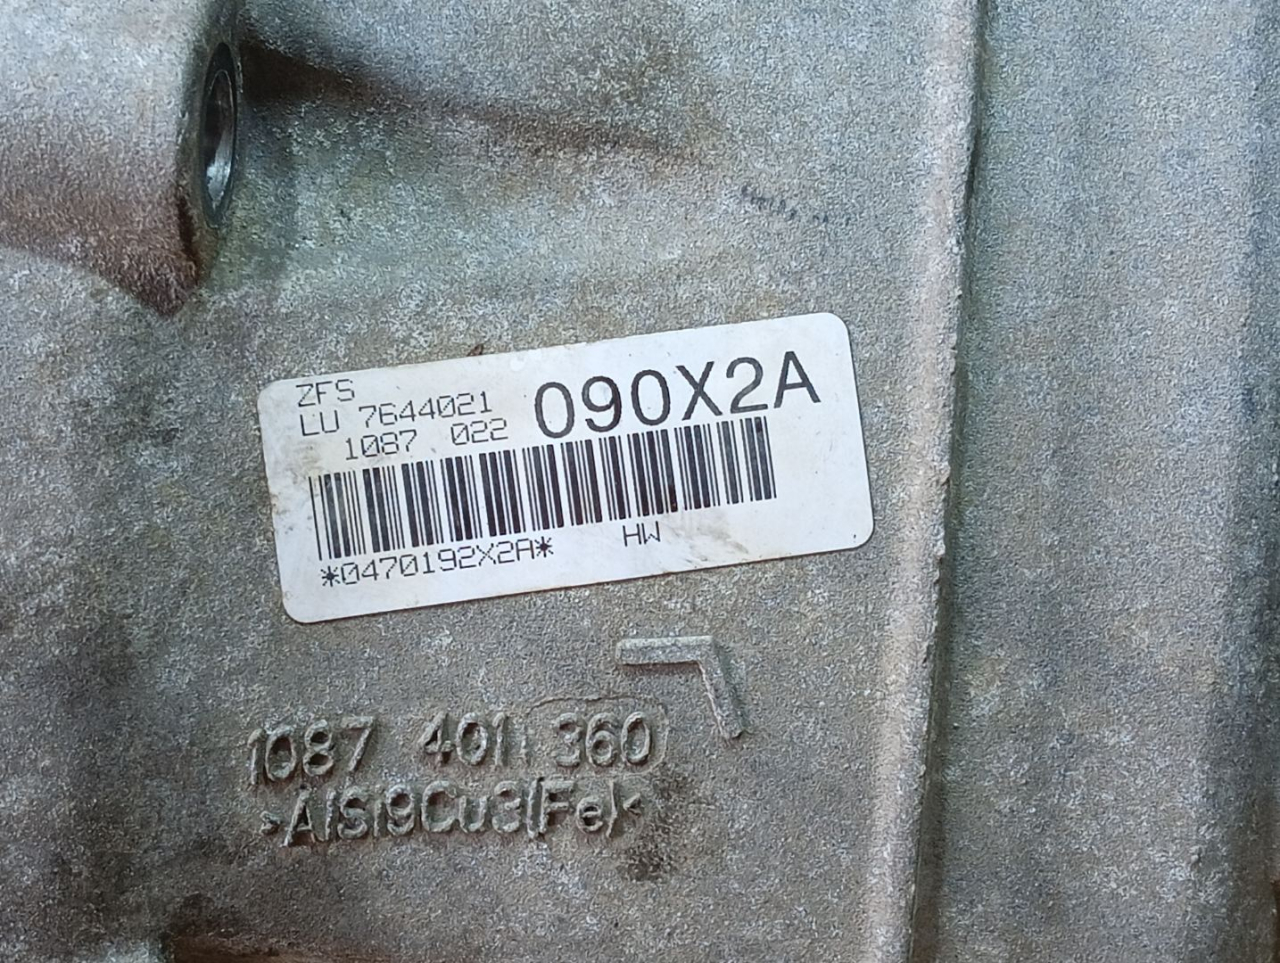 ZFS
LU 7644021
1087 022
090X2A
*0470192X2A* HW
1087 401 360
>AlSi9Cu3(Fe)<